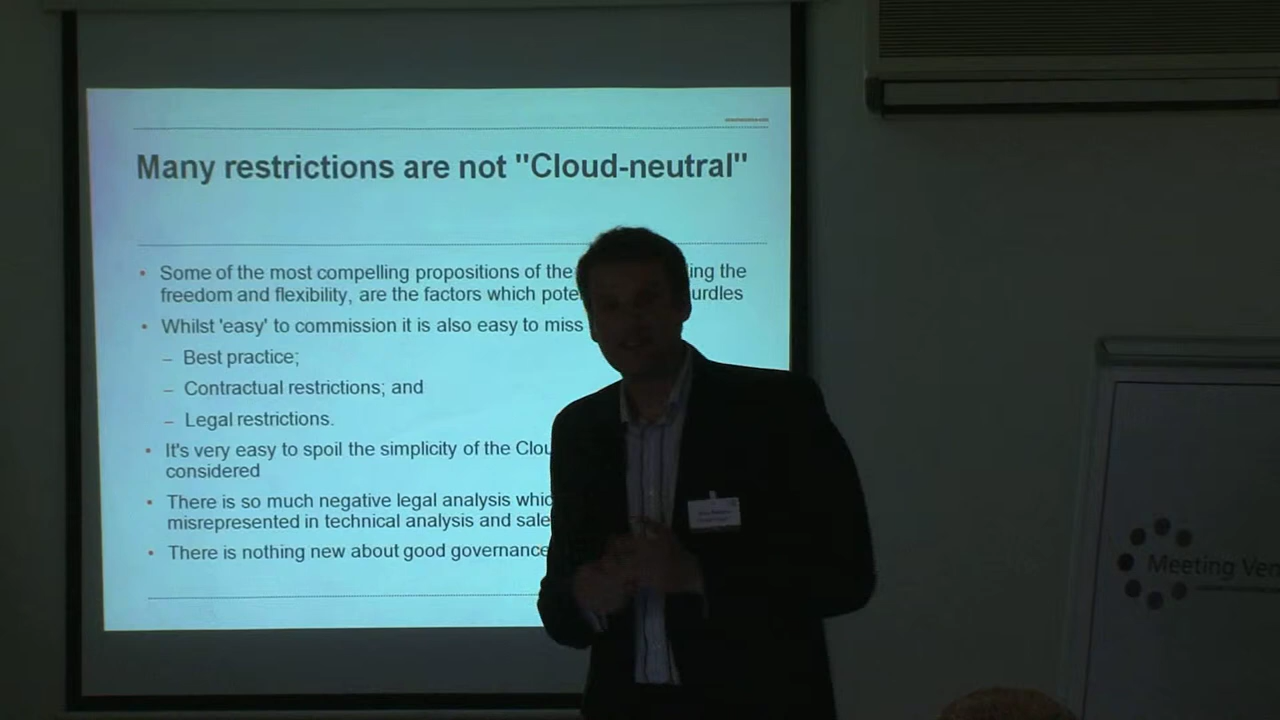 Many restrictions are not "Cloud-neutral"
• Some of the most compelling propositions of the ing the
freedom and flexibility, are the factors which pote urdles
• Whilst 'easy' to commission it is also easy to miss
– Best practice;
– Contractual restrictions; and
– Legal restrictions.
• It's very easy to spoil the simplicity of the Clou
considered
• There is so much negative legal analysis whic
misrepresented in technical analysis and sale
• There is nothing new about good governance
Meeting Ven